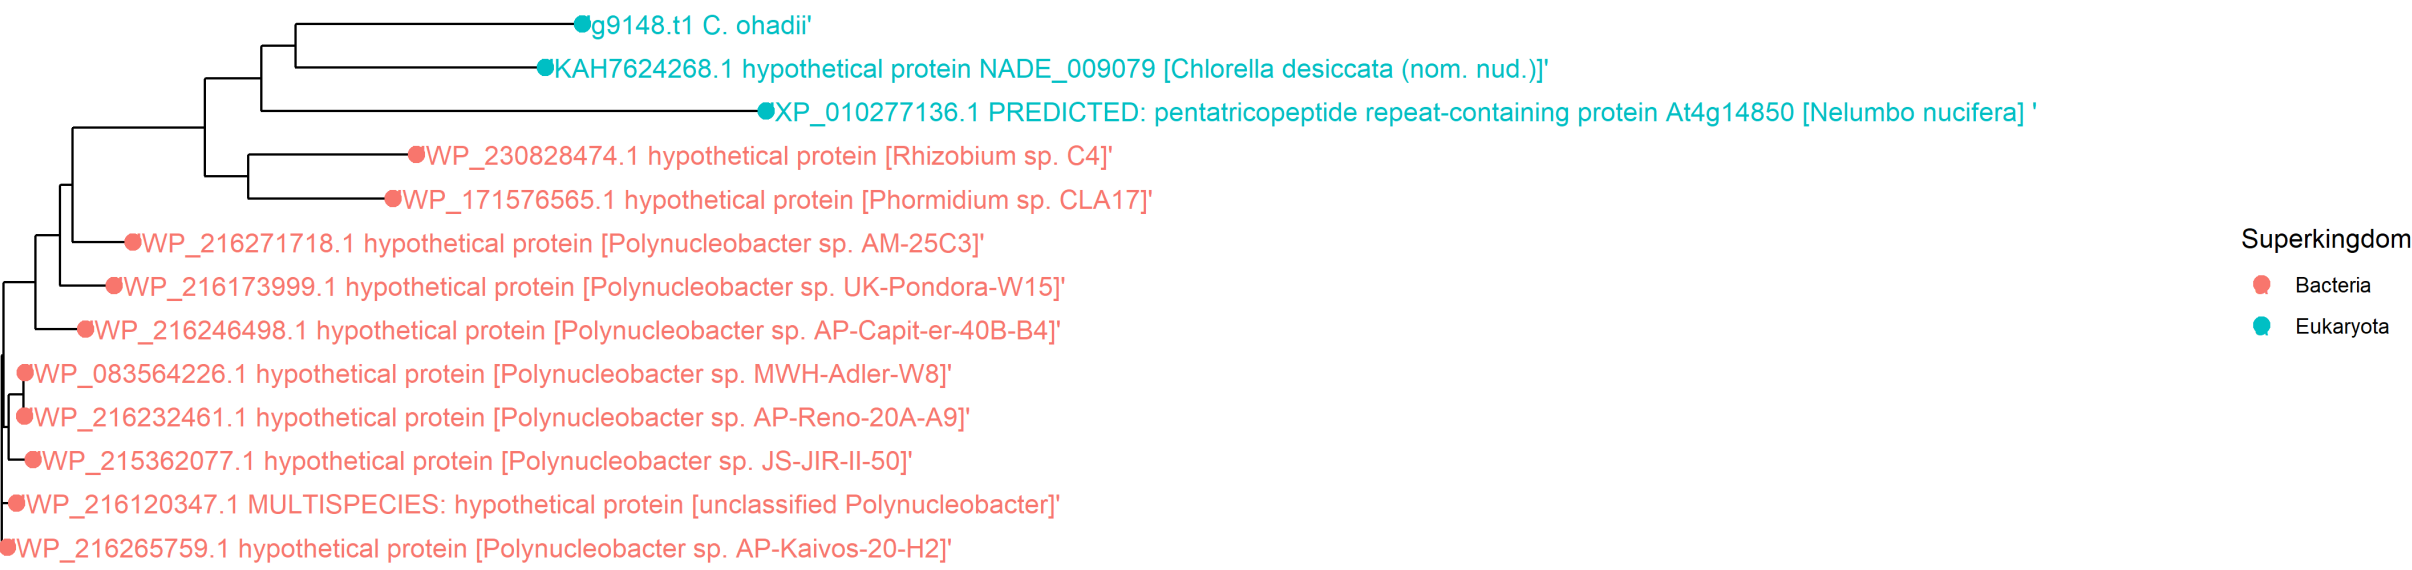 'g9148.t1 C. ohadii'
'KAH7624268.1 hypothetical protein NADE_009079 [Chlorella desiccata (nom. nud.)]'
'XP_010277136.1 PREDICTED: pentatricopeptide repeat-containing protein At4g14850 [Nelumbo nucifera] '
'WP_230828474.1 hypothetical protein [Rhizobium sp. C4]'
'WP_171576565.1 hypothetical protein [Phormidium sp. CLA17]'
'WP_216271718.1 hypothetical protein [Polynucleobacter sp. AM-25C3]'
'WP_216173999.1 hypothetical protein [Polynucleobacter sp. UK-Pondora-W15]'
'WP_216246498.1 hypothetical protein [Polynucleobacter sp. AP-Capit-er-40B-B4]'
'WP_083564226.1 hypothetical protein [Polynucleobacter sp. MWH-Adler-W8]'
'WP_216232461.1 hypothetical protein [Polynucleobacter sp. AP-Reno-20A-A9]'
'WP_215362077.1 hypothetical protein [Polynucleobacter sp. JS-JIR-II-50]'
'WP_216120347.1 MULTISPECIES: hypothetical protein [unclassified Polynucleobacter]'
'WP_216265759.1 hypothetical protein [Polynucleobacter sp. AP-Kaivos-20-H2]'
Superkingdom
Bacteria
Eukaryota